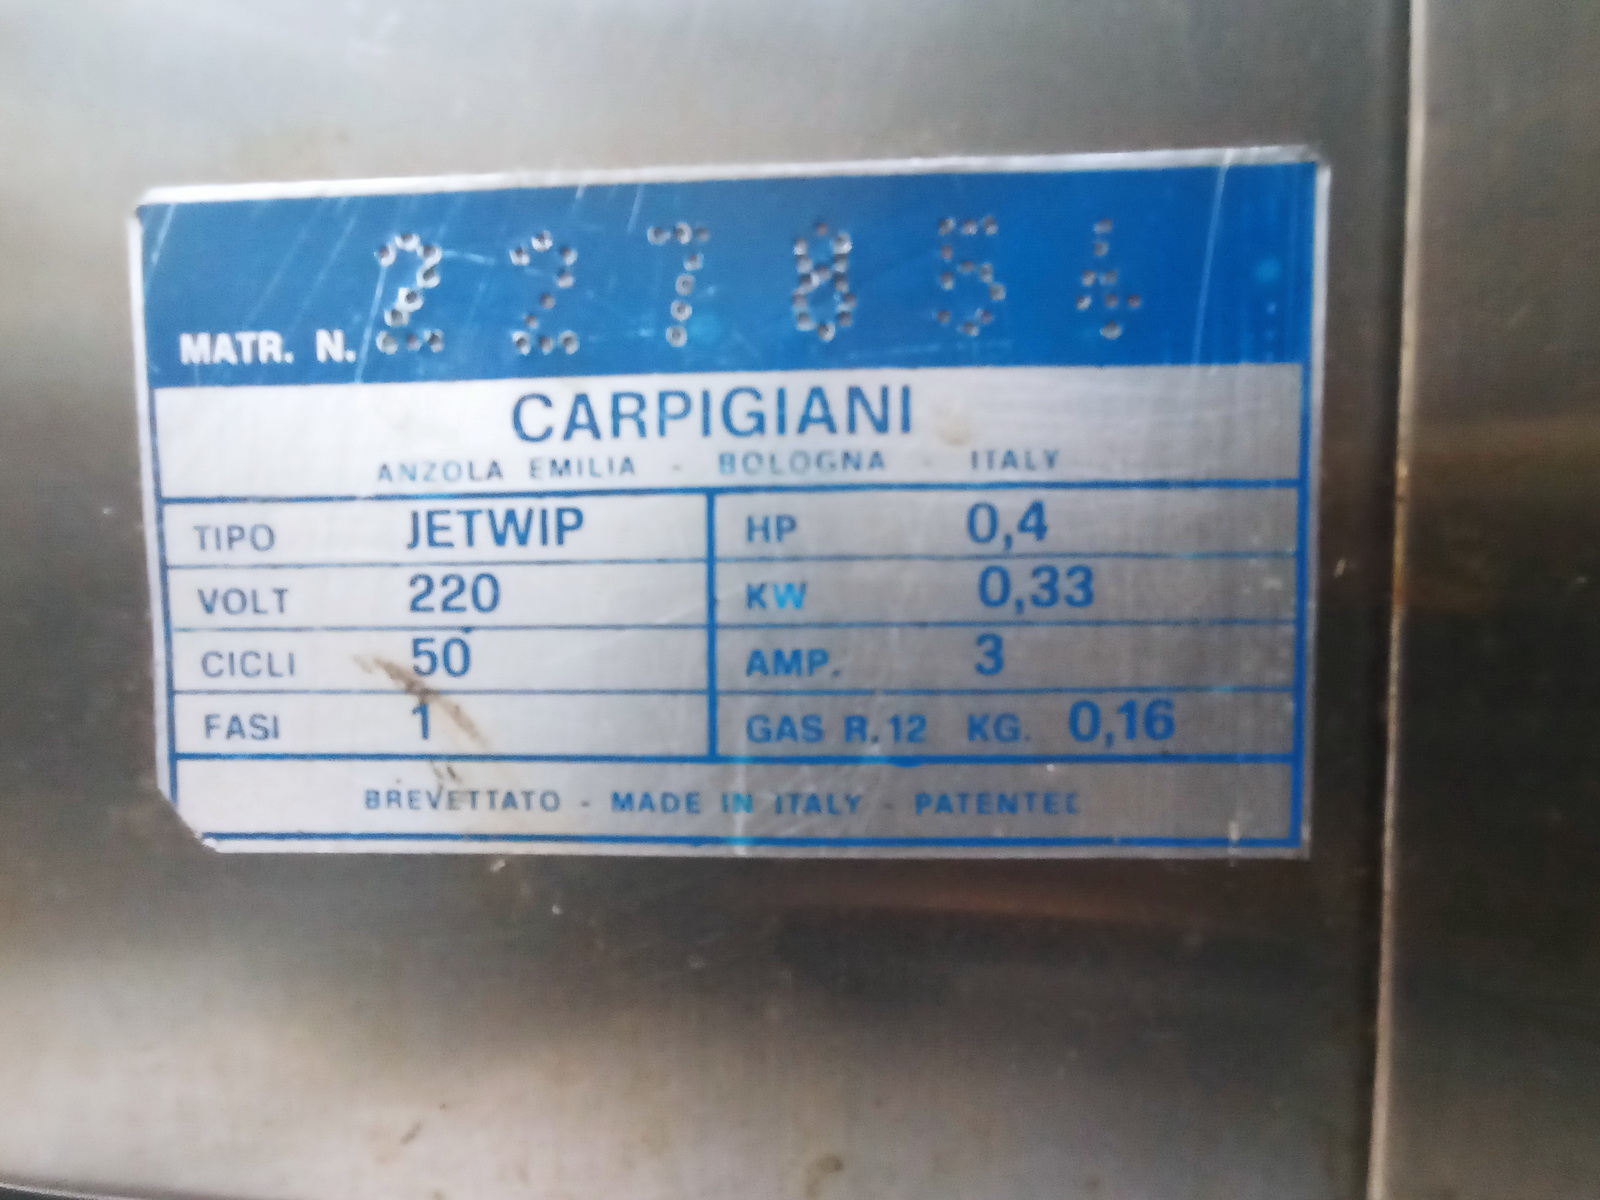 MATR. N. 227854
CARPIGIANI
ANZOLA EMILIA - BOLOGNA - ITALY
TIPO JETWIP HP 0,4
VOLT 220 KW 0,33
CICLI 50 AMP. 3
FASI 1 GAS R.12 KG. 0,16
BREVETTATO - MADE IN ITALY - PATENTED